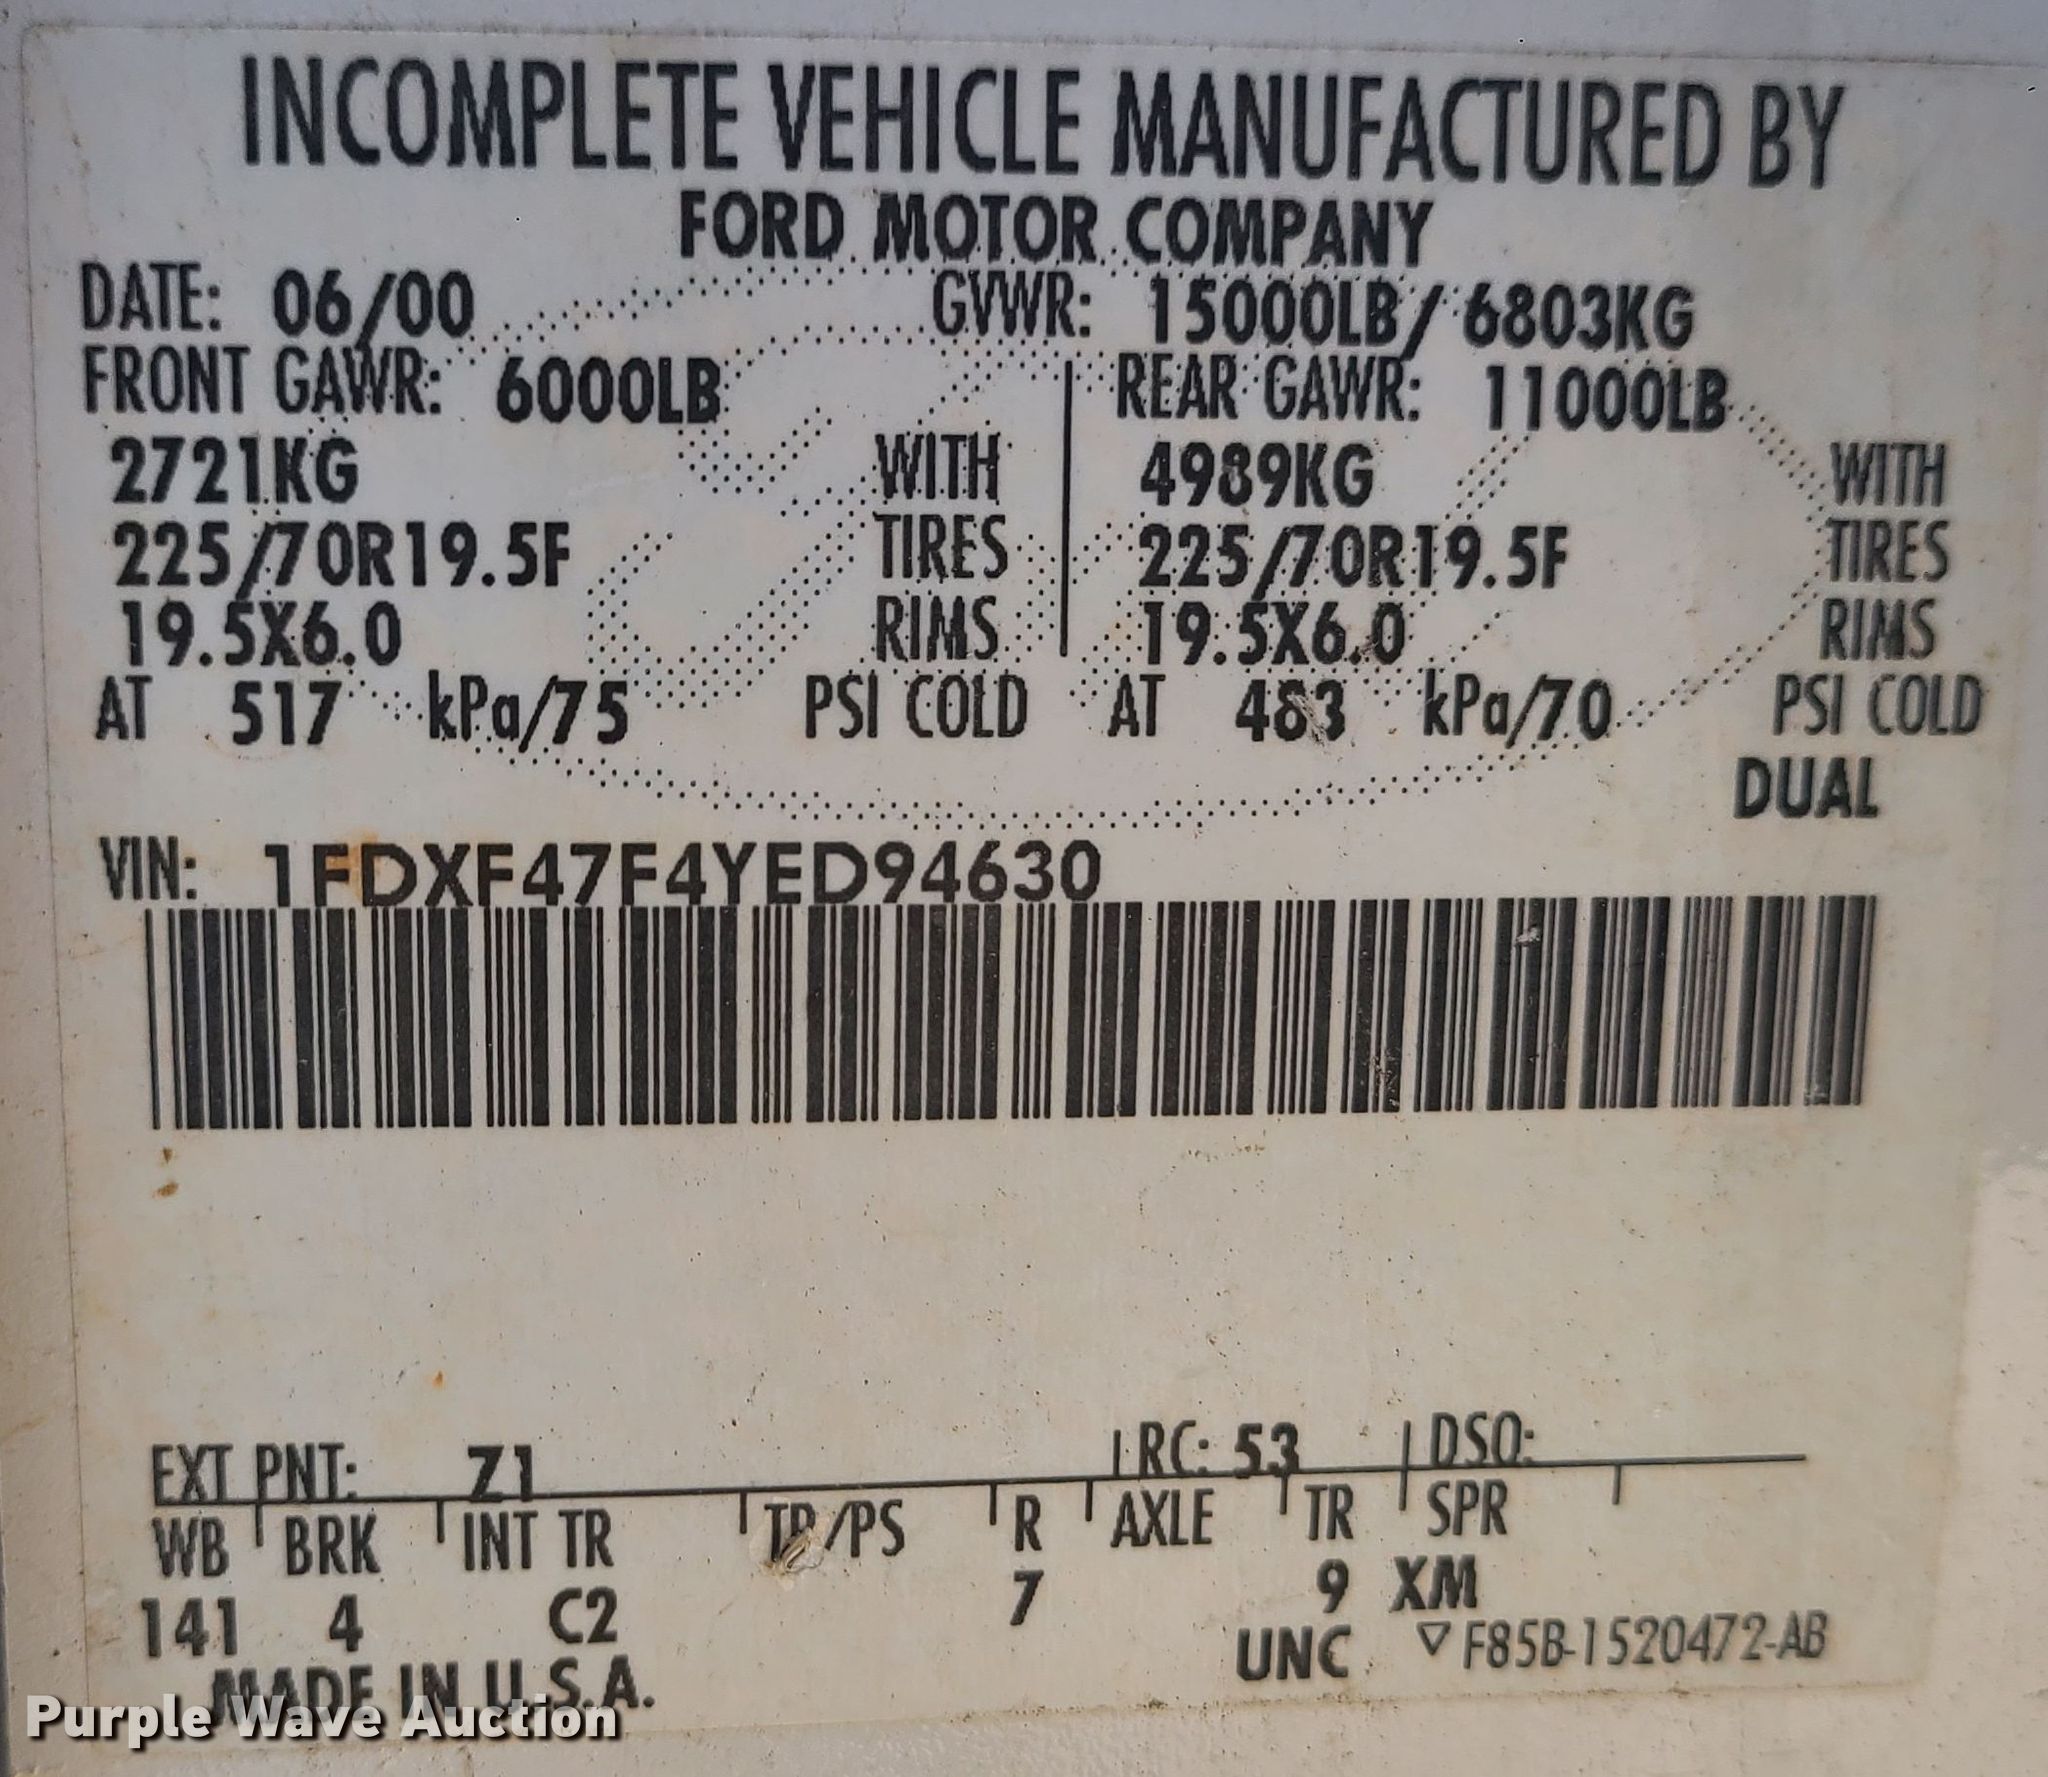 INCOMPLETE VEHICLE MANUFACTURED BY
FORD MOTOR COMPANY
DATE: 06/00 GVWR: 15000LB/ 6803KG
FRONT GAWR: 6000LB REAR GAWR: 11000LB
2721KG WITH 4989KG WITH
225/70R19.5F TIRES 225/70R19.5F TIRES
19.5X6.0 RIMS 19.5X6.0 RIMS
AT 517 kPa/75 PSI COLD AT 483 kPa/70 PSI COLD
DUAL
VIN: 1FDXF47F4YED94630
EXT PNT: Z1 RC: 53 DSO:
WB BRK INT TR TP/PS R AXLE TR SPR
141 4 C2 7 9 XM
UNC ▽ F85B-1520472-AB
MADE IN U.S.A.
Purple Wave Auction